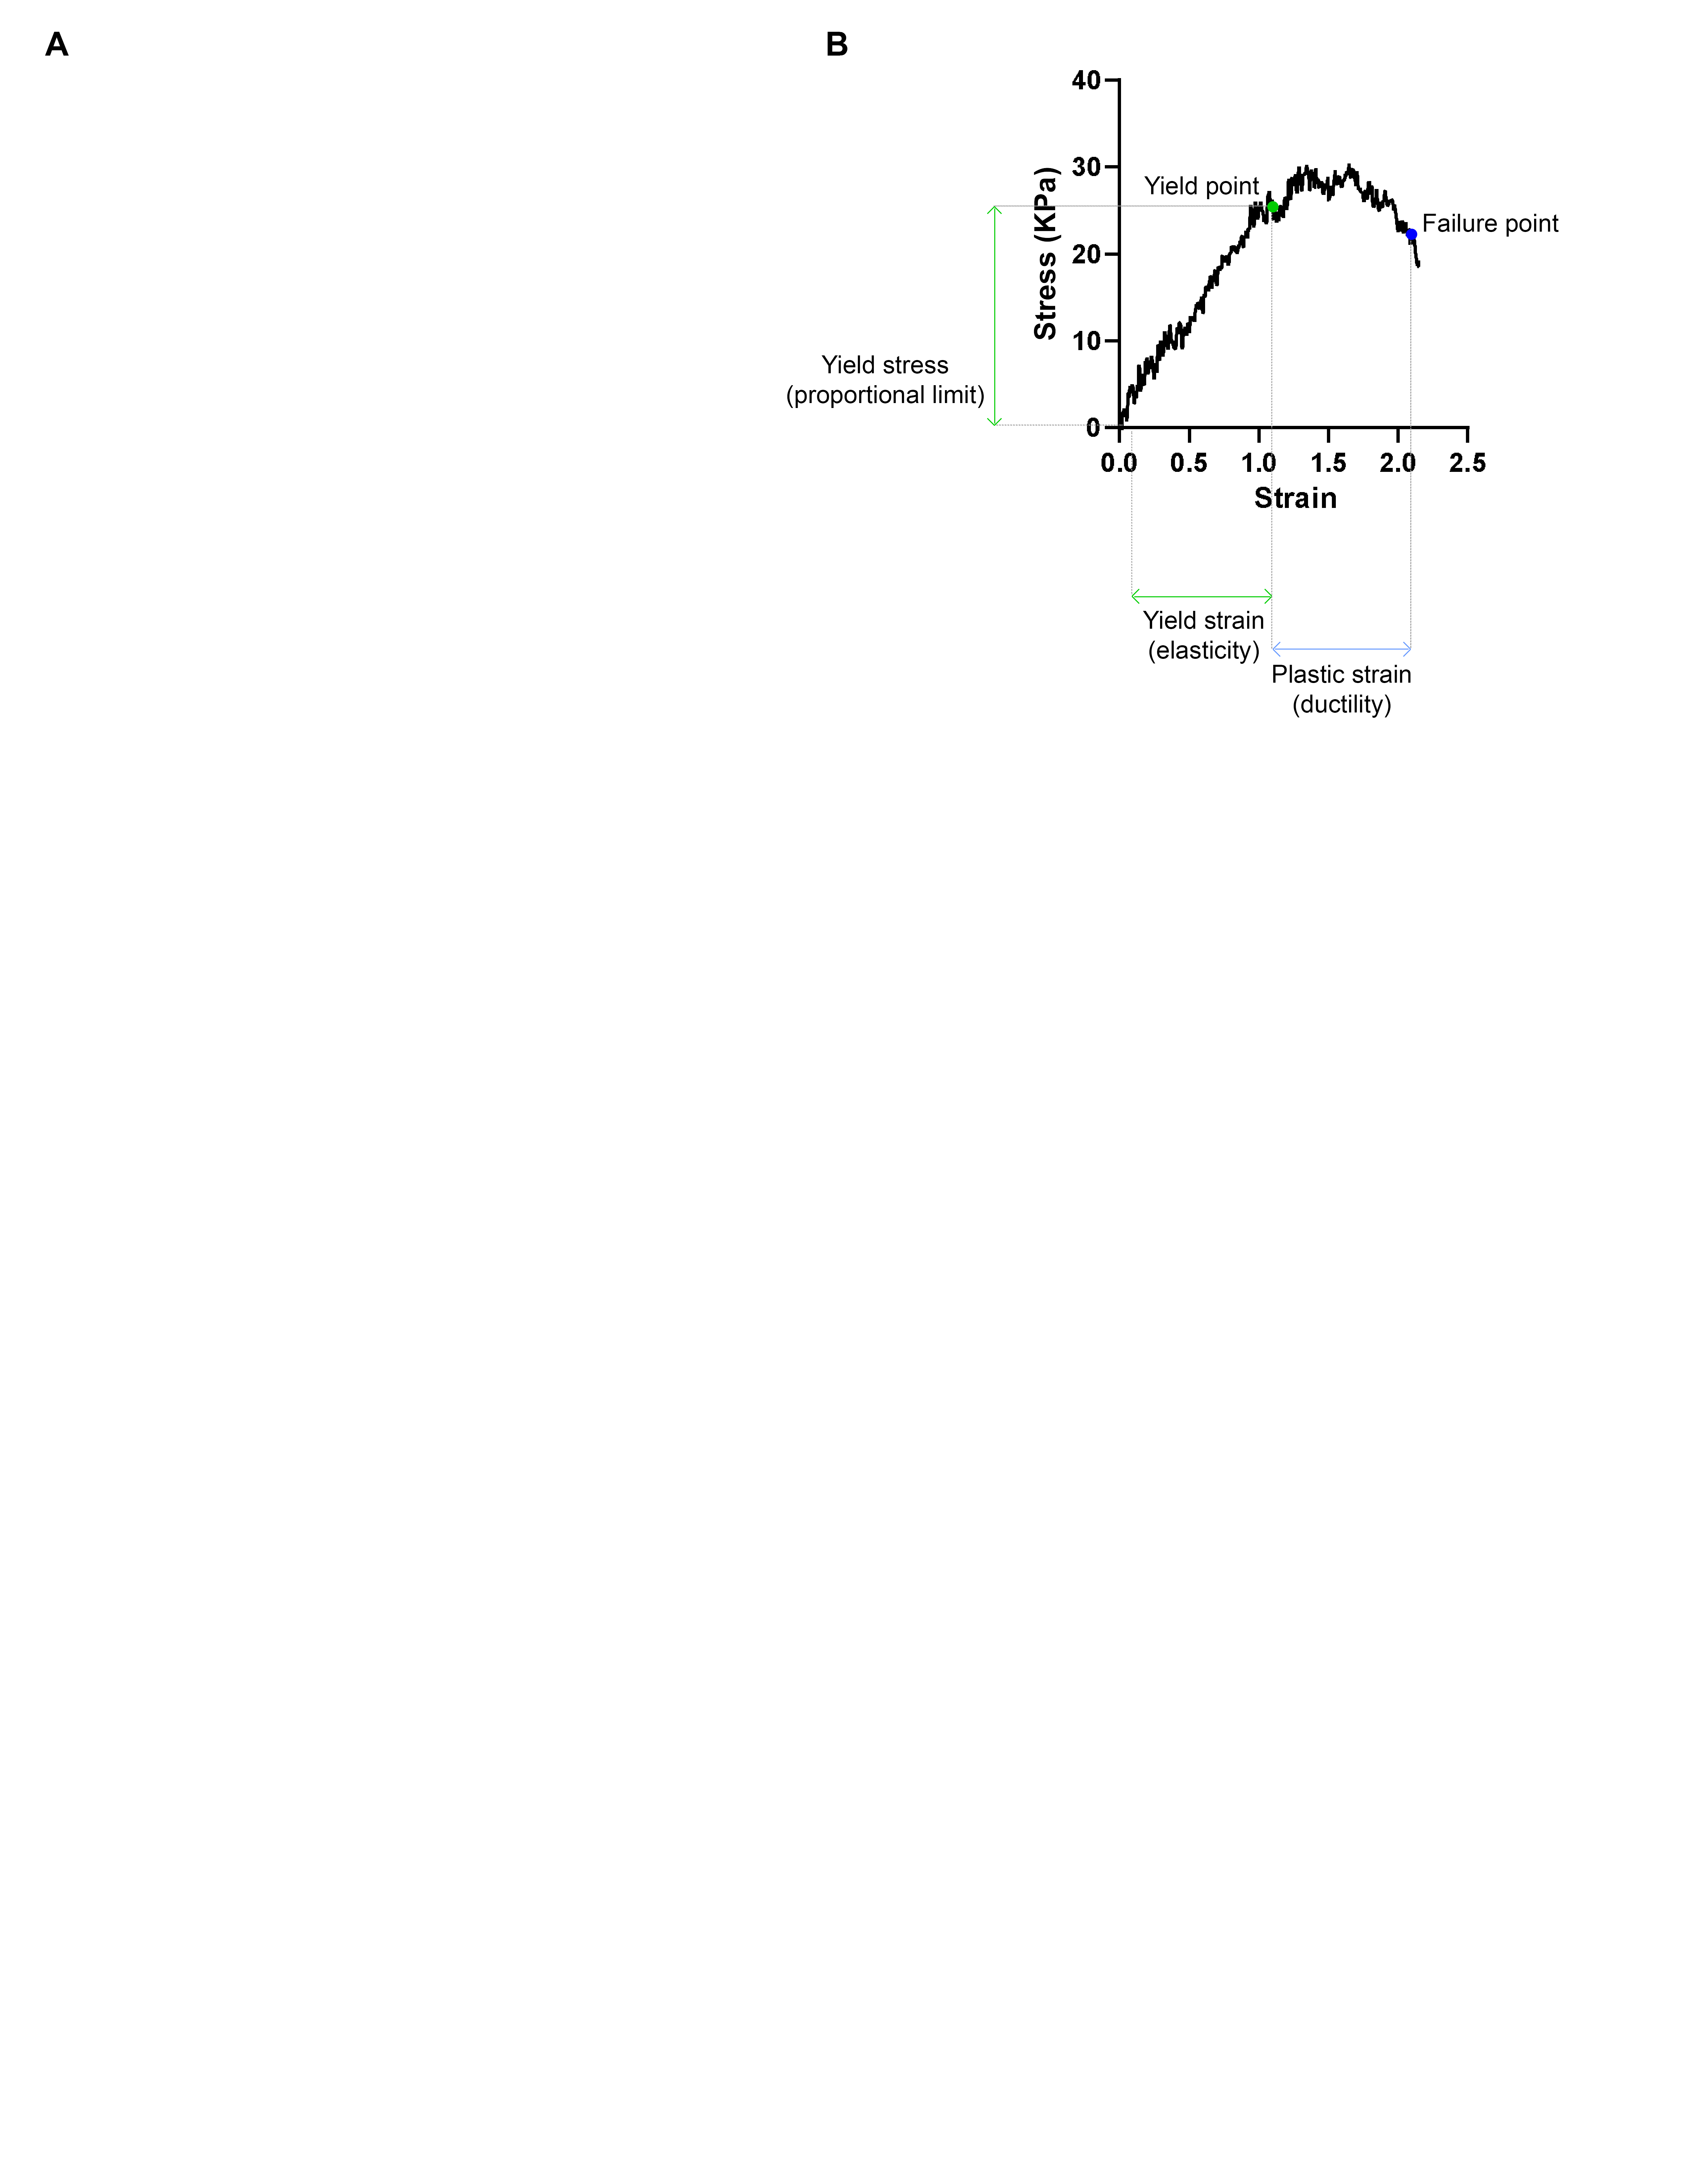 A
B
40
30
20
10
0
Stress (KPa)
Yield point
Failure point
Yield stress
(proportional limit)
0.0 0.5 1.0 1.5 2.0 2.5
Strain
Yield strain
(elasticity)
Plastic strain
(ductility)